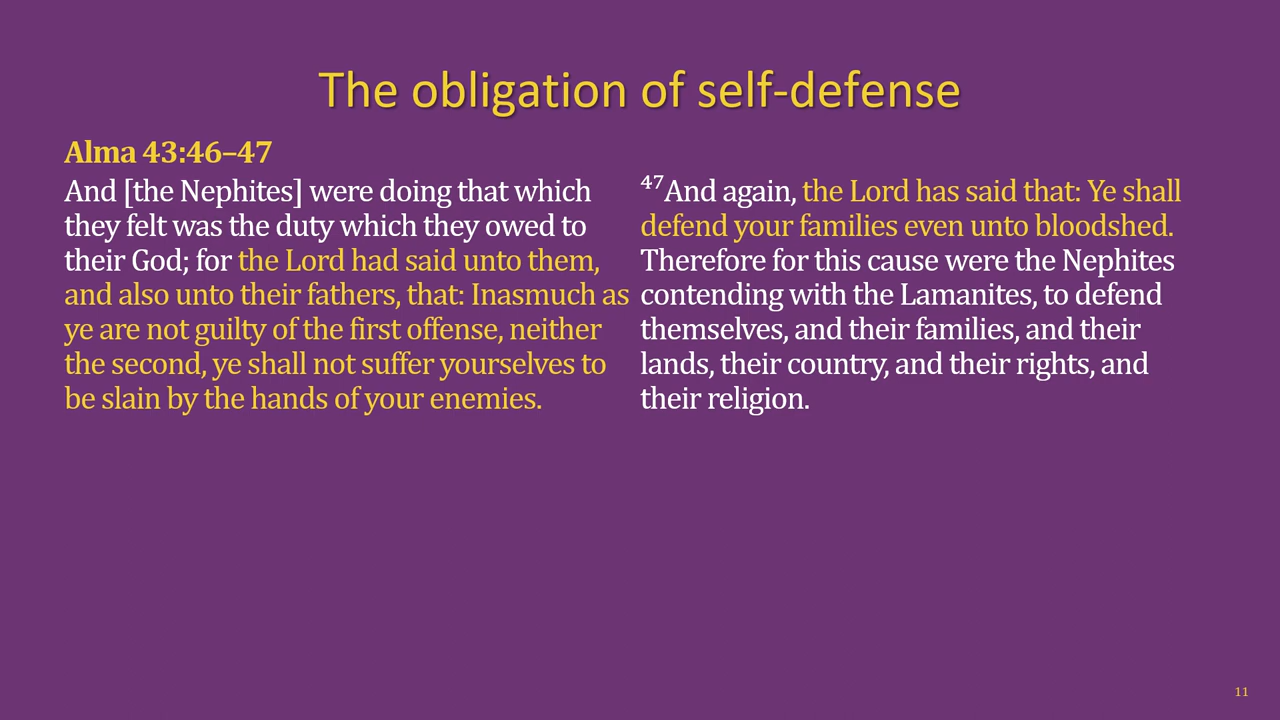 The obligation of self-defense
Alma 43:46–47
And [the Nephites] were doing that which
they felt was the duty which they owed to
their God; for the Lord had said unto them,
and also unto their fathers, that: Inasmuch as
ye are not guilty of the first offense, neither
the second, ye shall not suffer yourselves to
be slain by the hands of your enemies.
47And again, the Lord has said that: Ye shall
defend your families even unto bloodshed.
Therefore for this cause were the Nephites
contending with the Lamanites, to defend
themselves, and their families, and their
lands, their country, and their rights, and
their religion.
11